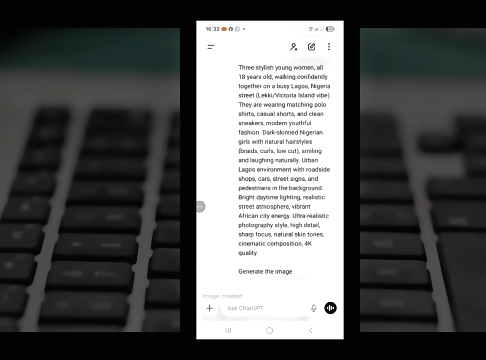 16:33
Three stylish young women, all
18 years old, walking confidently
together on a busy Lagos, Nigeria
street (Lekki/Victoria Island vibe).
They are wearing matching polo
shirts, casual shorts, and clean
sneakers, modern youthful
fashion. Dark-skinned Nigerian
girls with natural hairstyles
(braids, curls, low cut), smiling
and laughing naturally. Urban
Lagos environment with roadside
shops, cars, street signs, and
pedestrians in the background.
Bright daytime lighting, realistic
street atmosphere, vibrant
African city energy. Ultra-realistic
photography style, high detail,
sharp focus, natural skin tones,
cinematic composition, 4K
quality.
Generate the image
Image created
Ask ChatGPT